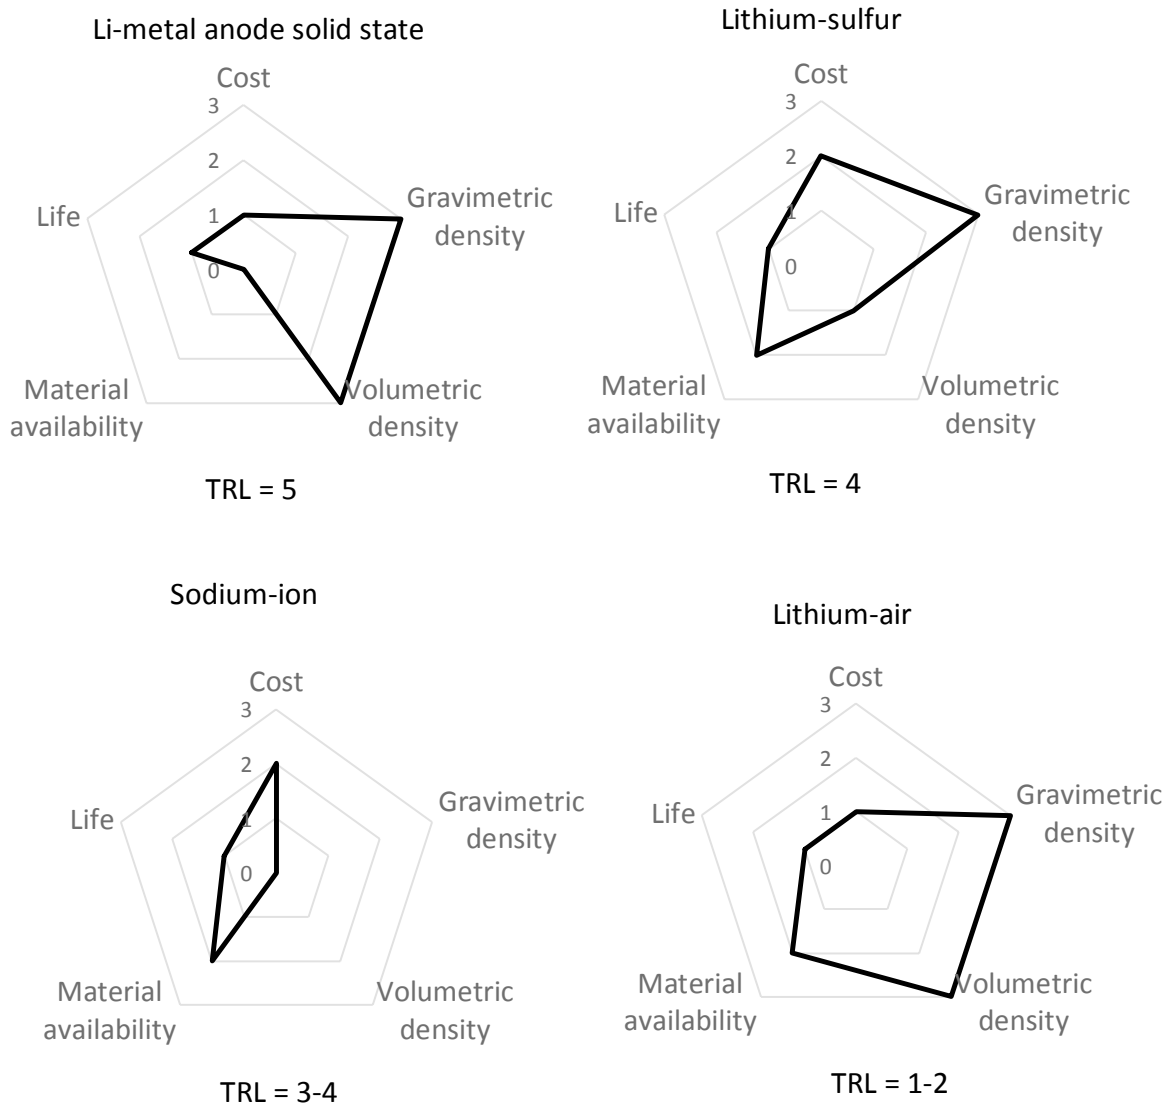 Li-metal anode solid state
Cost
3
2
1
0
Gravimetric
density
Volumetric
density
Material
availability
Life
TRL = 5
Lithium-sulfur
Cost
3
2
1
0
Gravimetric
density
Volumetric
density
Material
availability
Life
TRL = 4
Sodium-ion
Cost
3
2
1
0
Gravimetric
density
Volumetric
density
Material
availability
Life
TRL = 3-4
Lithium-air
Cost
3
2
1
0
Gravimetric
density
Volumetric
density
Material
availability
Life
TRL = 1-2